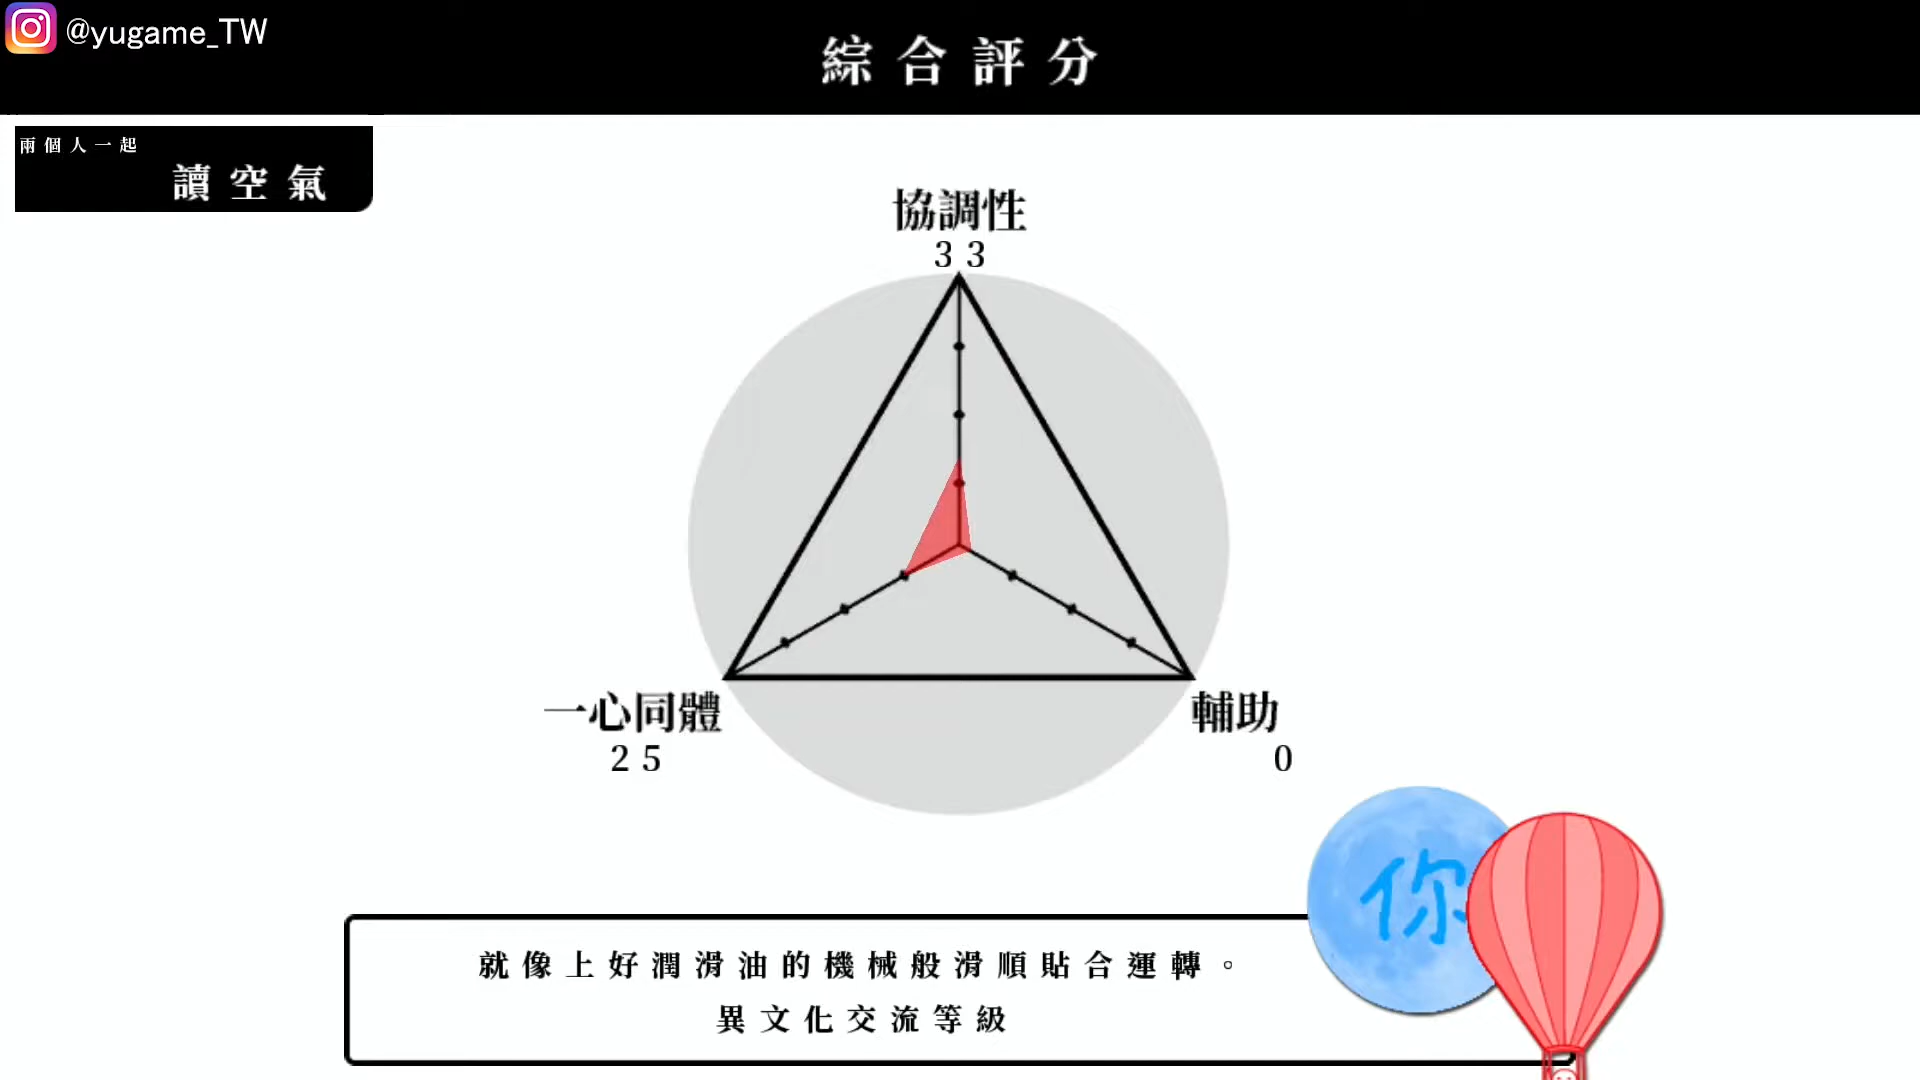 @yugame_TW
綜合評分
兩個人一起
讀空氣
協調性
33
一心同體
25
輔助
0
你
就像上好潤滑油的機械般滑順貼合運轉。
異文化交流等級